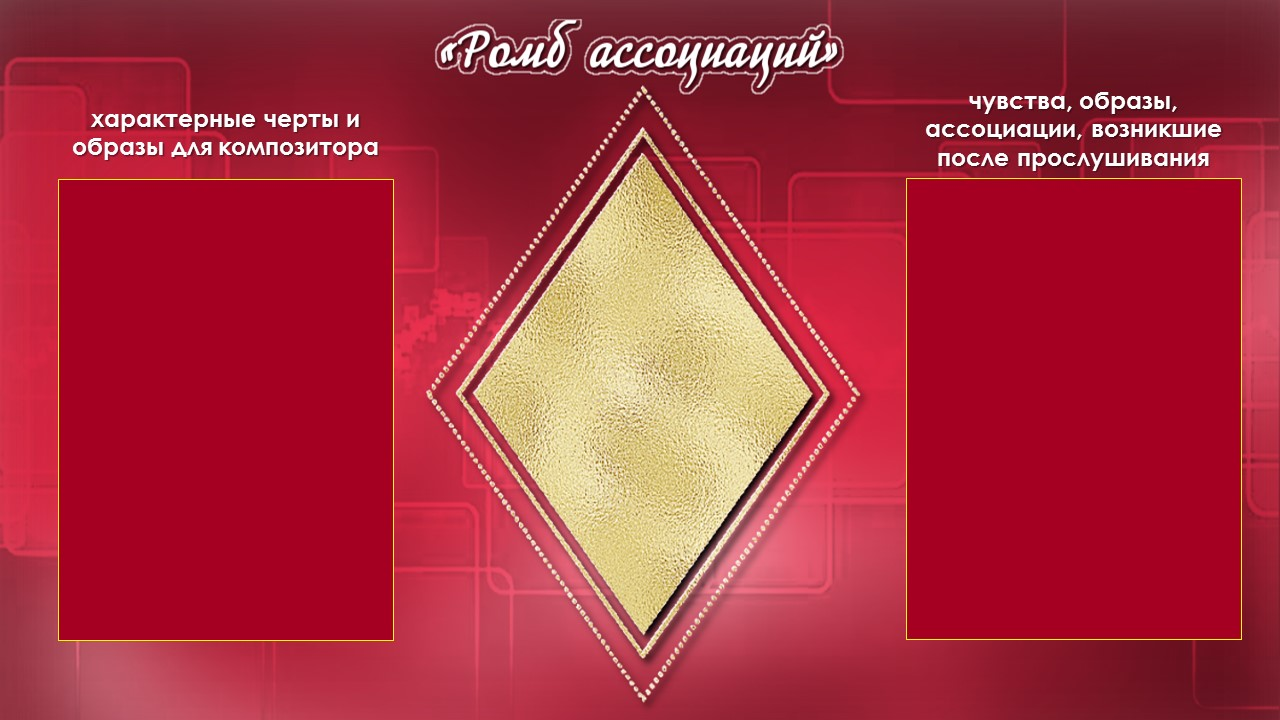 «Ромб ассоциаций»
характерные черты и
образы для композитора
чувства, образы,
ассоциации, возникшие
после прослушивания